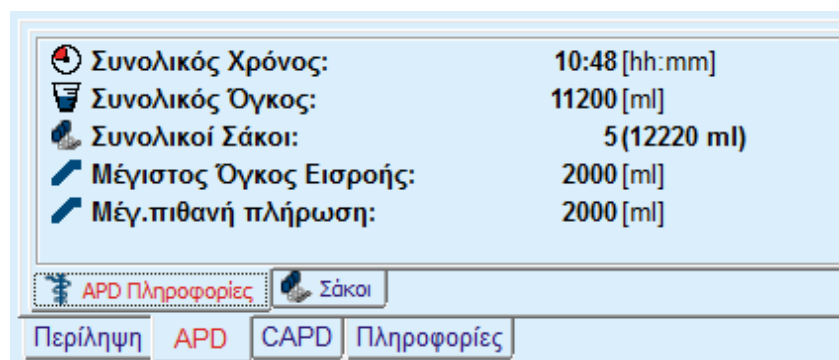 Συνολικός Χρόνος: 10:48 [hh:mm]
Συνολικός Όγκος: 11200 [ml]
Συνολικοί Σάκοι: 5 (12220 ml)
Μέγιστος Όγκος Εισροής: 2000 [ml]
Μέγ.πιθανή πλήρωση: 2000 [ml]
APD Πληροφορίες Σάκοι
Περίληψη APD CAPD Πληροφορίες